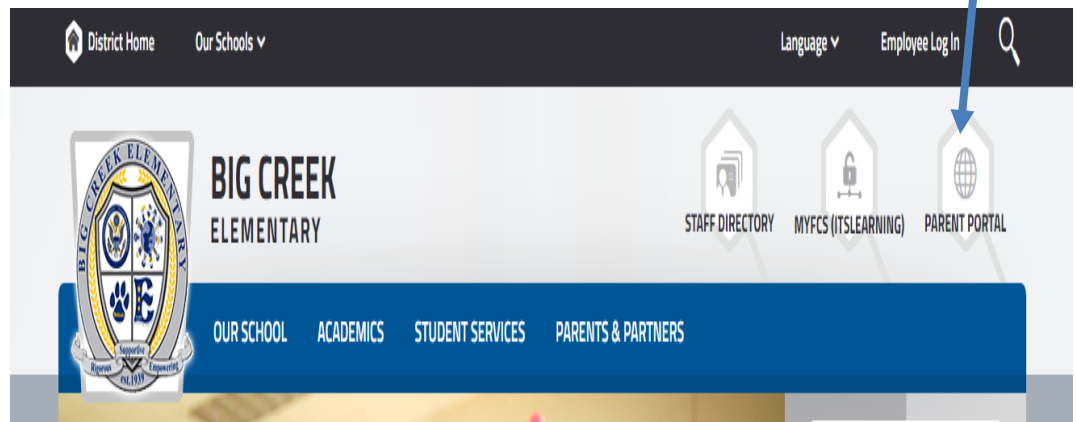 District Home Our Schools Language Employee Log In
BIG CREEK
ELEMENTARY
STAFF DIRECTORY MYFCS (ITSLEARNING) PARENT PORTAL
BIG CREEK ELEMENTARY
E
Supportive
Rigorous Empowering
est.1939
OUR SCHOOL ACADEMICS STUDENT SERVICES PARENTS & PARTNERS